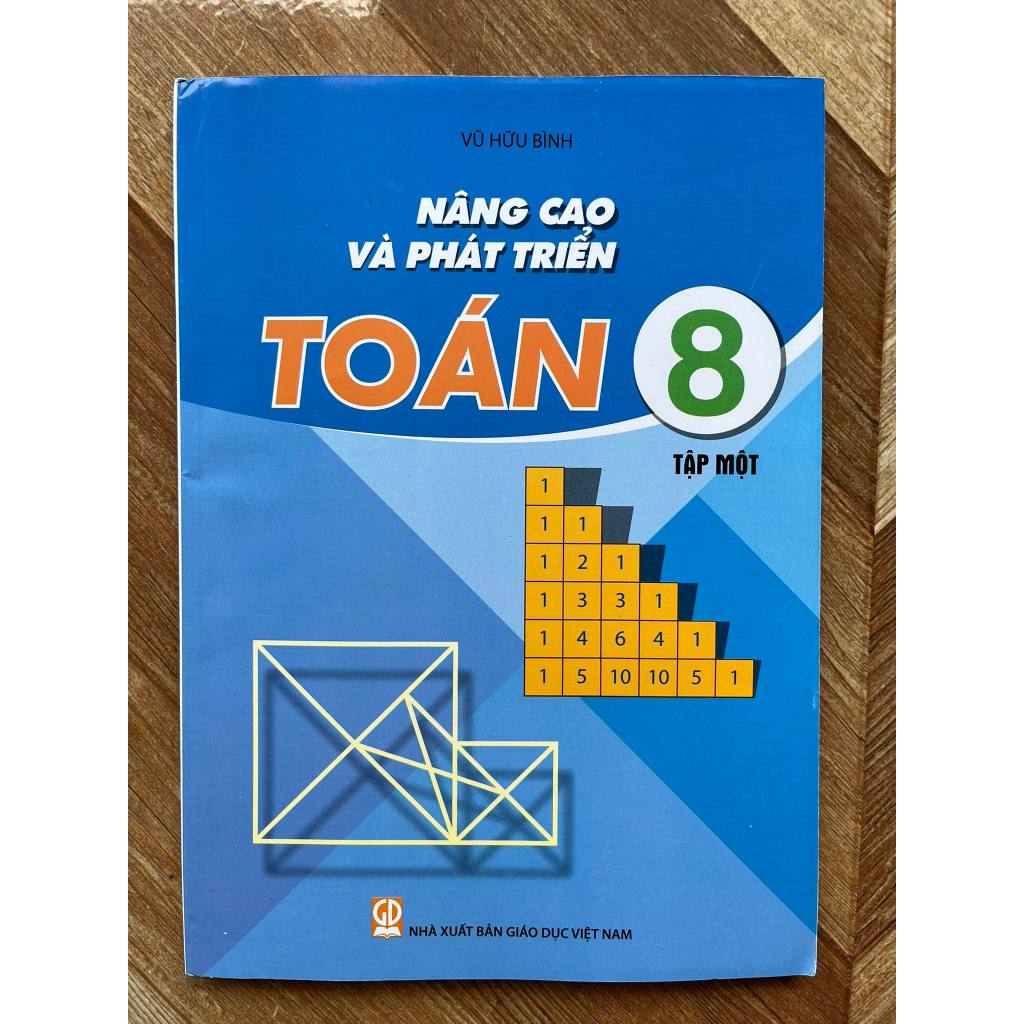 VŨ HỮU BÌNH
NÂNG CAO
VÀ PHÁT TRIỂN
TOÁN 8
TẬP MỘT
1
1 1
1 2 1
1 3 3 1
1 4 6 4 1
1 5 10 10 5 1
GD
NHÀ XUẤT BẢN GIÁO DỤC VIỆT NAM